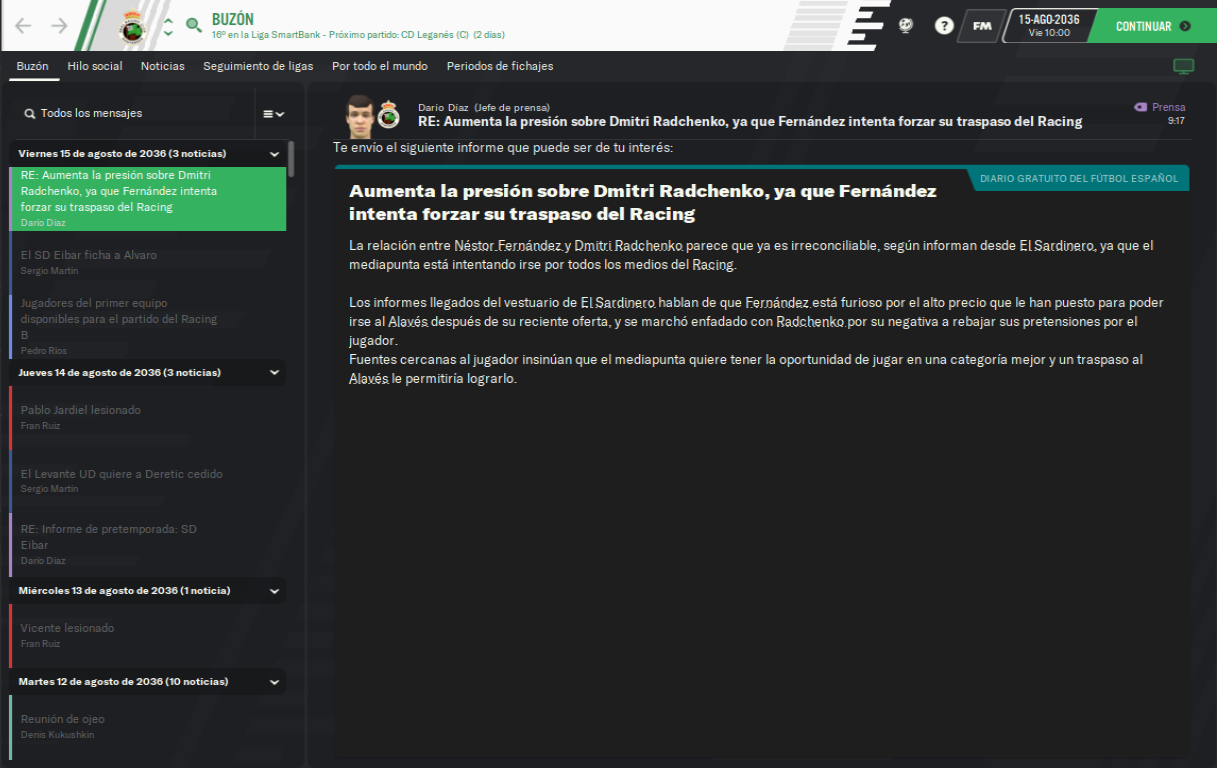 BUZÓN
16º en la Liga SmartBank - Próximo partido: CD Leganés (C) (2 días)
?
FM
15-AGO-2036
Vie 10:00
CONTINUAR
Buzón
Hilo social
Noticias
Seguimiento de ligas
Por todo el mundo
Periodos de fichajes
Todos los mensajes
Viernes 15 de agosto de 2036 (3 noticias)
RE: Aumenta la presión sobre Dmitri
Radchenko, ya que Fernández intenta
forzar su traspaso del Racing
Darío Díaz
El SD Eibar ficha a Alvaro
Sergio Martín
Jugadores del primer equipo
disponibles para el partido del Racing
B
Pedro Ríos
Jueves 14 de agosto de 2036 (3 noticias)
Pablo Jardiel lesionado
Fran Ruiz
El Levante UD quiere a Deretic cedido
Sergio Martín
RE: Informe de pretemporada: SD
Eibar
Darío Díaz
Miércoles 13 de agosto de 2036 (1 noticia)
Vicente lesionado
Fran Ruiz
Martes 12 de agosto de 2036 (10 noticias)
Reunión de ojeo
Denis Kukushkin
Darío Díaz (Jefe de prensa)
RE: Aumenta la presión sobre Dmitri Radchenko, ya que Fernández intenta forzar su traspaso del Racing
Prensa
9:17
Te envío el siguiente informe que puede ser de tu interés:
DIARIO GRATUITO DEL FÚTBOL ESPAÑOL
Aumenta la presión sobre Dmitri Radchenko, ya que Fernández
intenta forzar su traspaso del Racing
La relación entre Néstor Fernández y Dmitri Radchenko parece que ya es irreconciliable, según informan desde El Sardinero, ya que el
mediapunta está intentando irse por todos los medios del Racing.
Los informes llegados del vestuario de El Sardinero hablan de que Fernández está furioso por el alto precio que le han puesto para poder
irse al Alavés después de su reciente oferta, y se marchó enfadado con Radchenko por su negativa a rebajar sus pretensiones por el
jugador.
Fuentes cercanas al jugador insinúan que el mediapunta quiere tener la oportunidad de jugar en una categoría mejor y un traspaso al
Alavés le permitiría lograrlo.